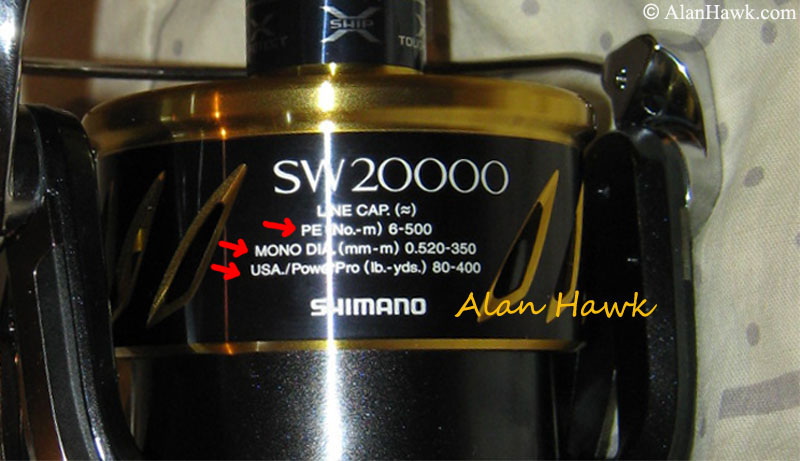 © AlanHawk.com
X SHIP
SW20000
LINE CAP. (≈)
PE (No.-m) 6-500
MONO DIA. (mm-m) 0.520-350
USA./PowerPro (lb.-yds.) 80-400
SHIMANO
Alan Hawk